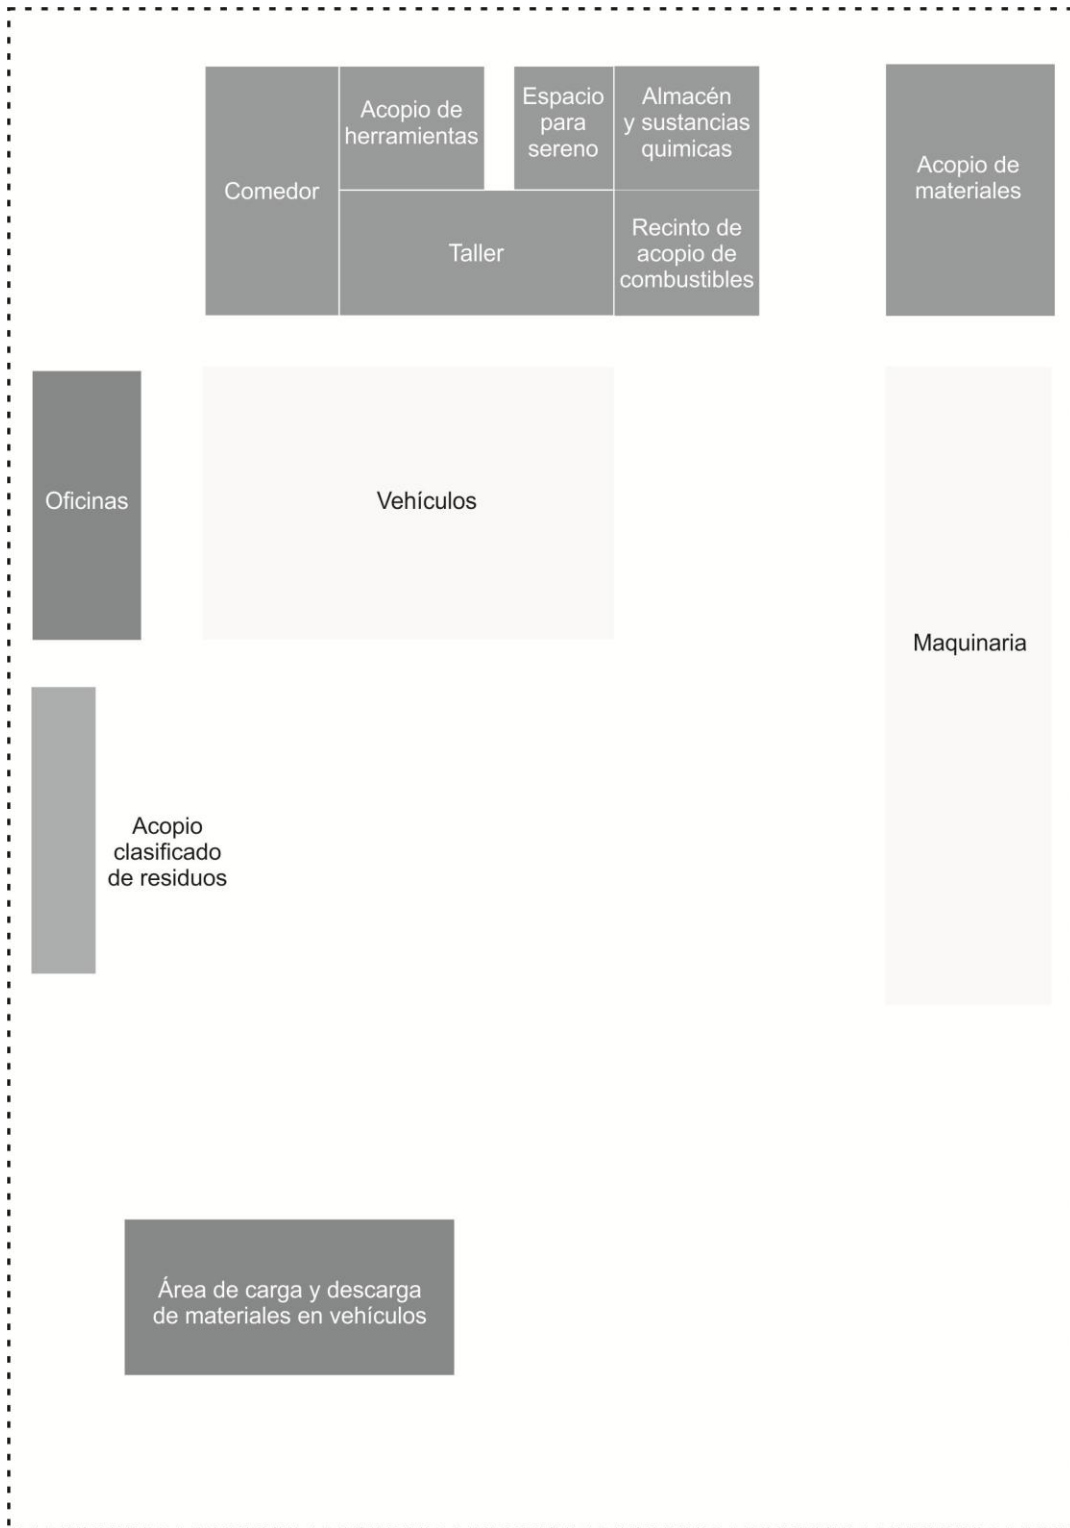 Comedor
Acopio de
herramientas
Espacio
para
sereno
Almacén
y sustancias
quimicas
Acopio de
materiales
Taller
Recinto de
acopio de
combustibles
Oficinas
Vehículos
Maquinaria
Acopio
clasificado
de residuos
Área de carga y descarga
de materiales en vehículos